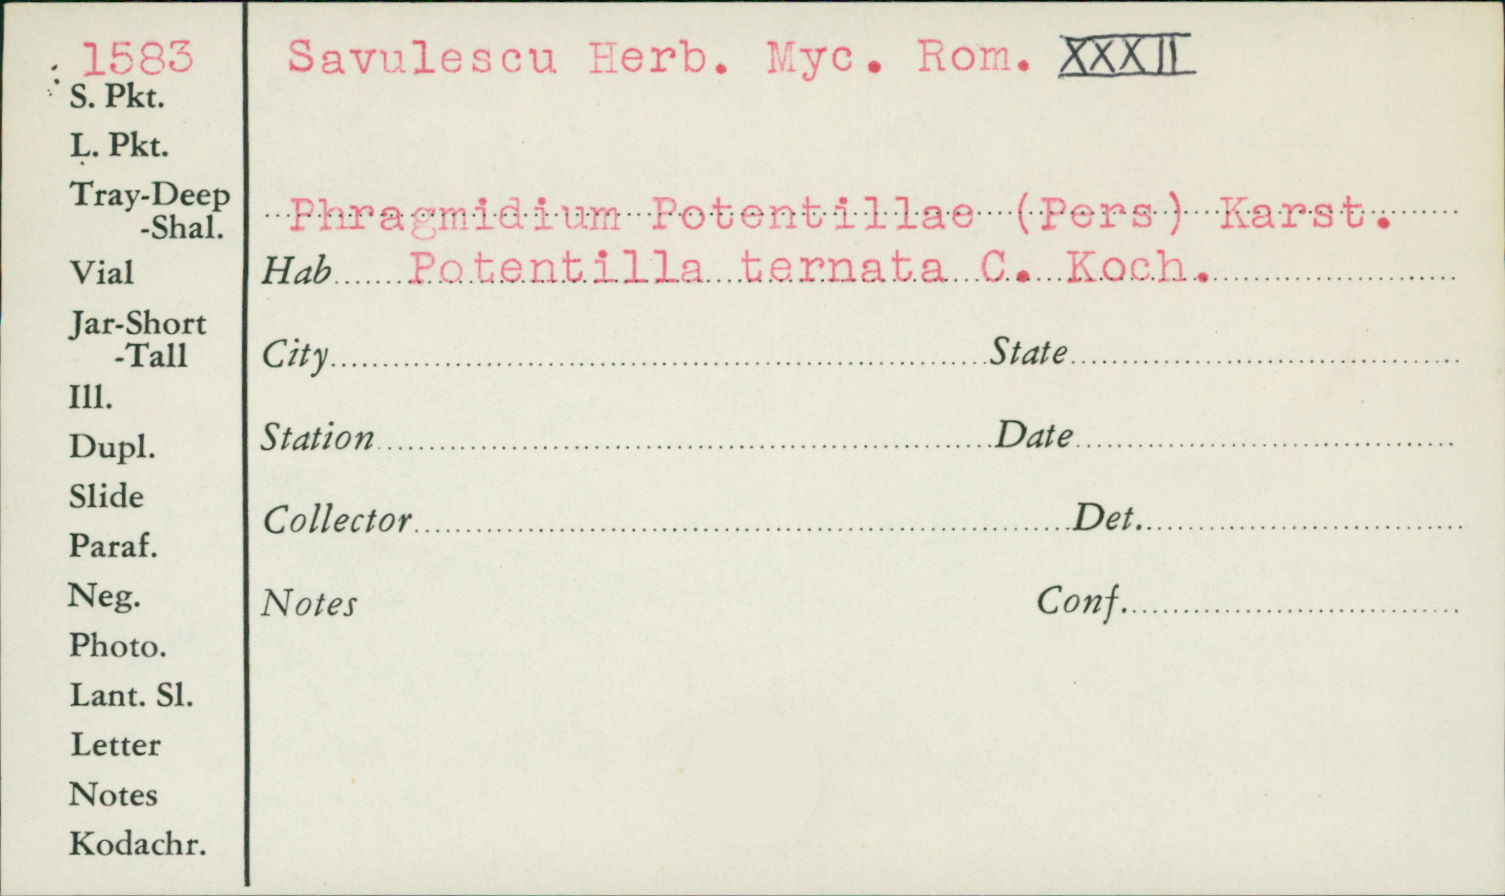 1583
S. Pkt.
L. Pkt.
Tray-Deep
-Shal.
Vial
Jar-Short
-Tall
Ill.
Dupl.
Slide
Paraf.
Neg.
Photo.
Lant. Sl.
Letter
Notes
Kodachr.
Savulescu Herb. Myc. Rom. XXXII
Phragmidium Potentillae (Pers) Karst.
Hab Potentilla ternata C. Koch.
City State
Station Date
Collector Det.
Notes Conf.